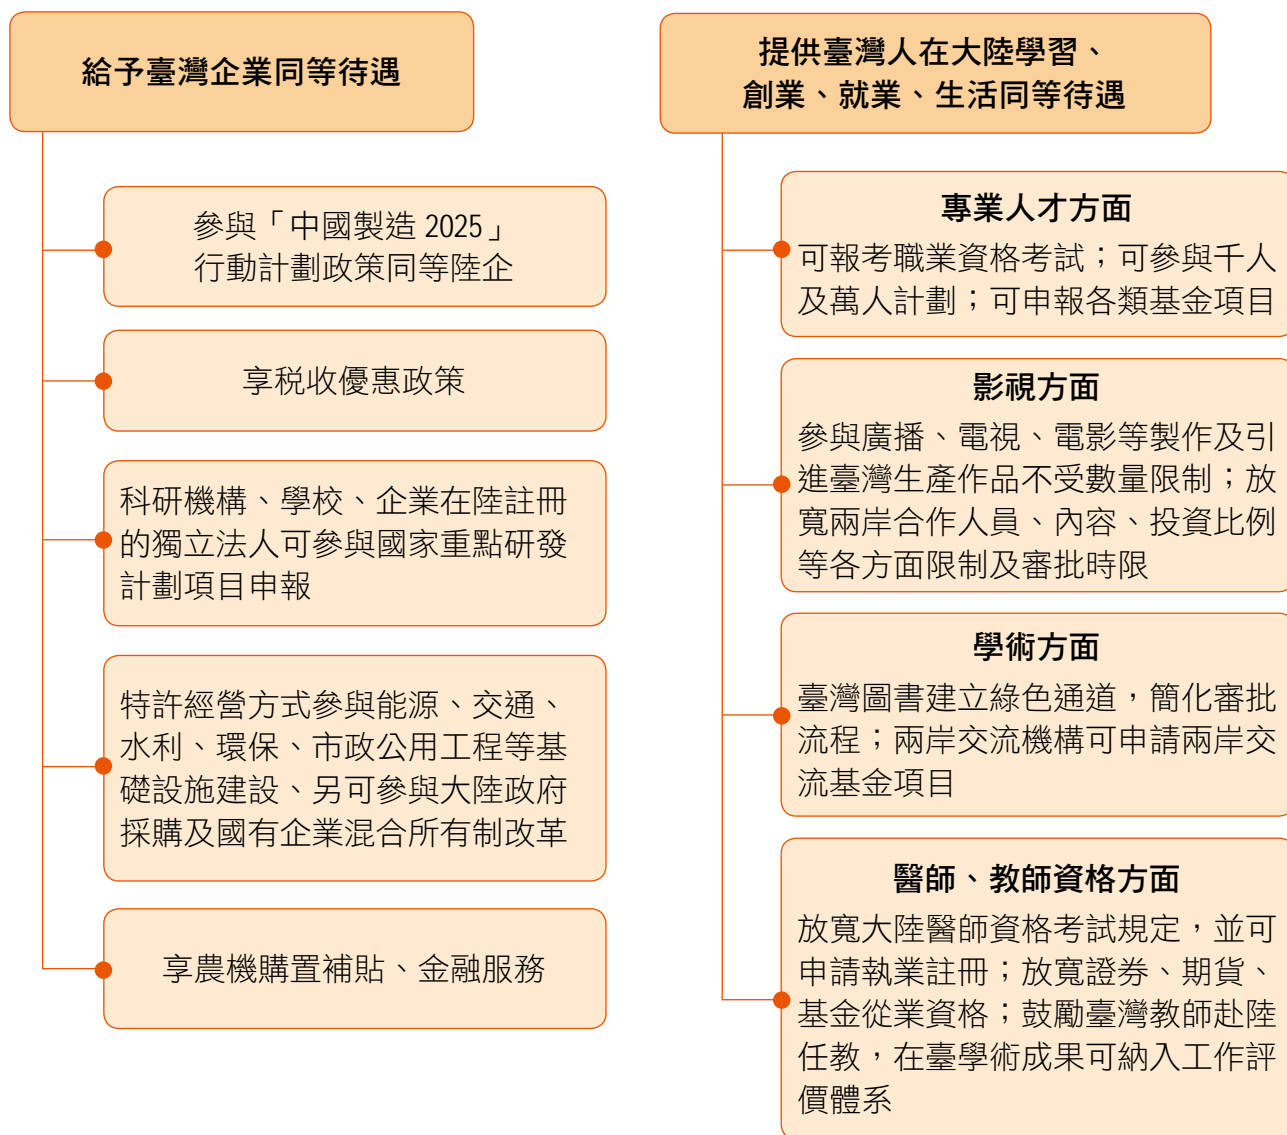 給予臺灣企業同等待遇
參與「中國製造 2025」
行動計劃政策同等陸企
享税收優惠政策
科研機構、學校、企業在陸註冊
的獨立法人可參與國家重點研發
計劃項目申報
特許經營方式參與能源、交通、
水利、環保、市政公用工程等基
礎設施建設、另可參與大陸政府
採購及國有企業混合所有制改革
享農機購置補貼、金融服務
提供臺灣人在大陸學習、
創業、就業、生活同等待遇
專業人才方面
可報考職業資格考試；可參與千人
及萬人計劃；可申報各類基金項目
影視方面
參與廣播、電視、電影等製作及引
進臺灣生產作品不受數量限制；放
寬兩岸合作人員、內容、投資比例
等各方面限制及審批時限
學術方面
臺灣圖書建立綠色通道，簡化審批
流程；兩岸交流機構可申請兩岸交
流基金項目
醫師、教師資格方面
放寬大陸醫師資格考試規定，並可
申請執業註冊；放寬證券、期貨、
基金從業資格；鼓勵臺灣教師赴陸
任教，在臺學術成果可納入工作評
價體系